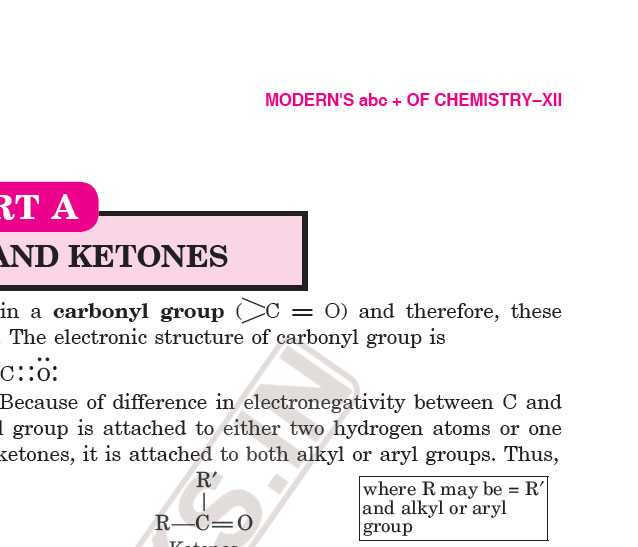 MODERN'S abc + OF CHEMISTRY–XII
RT A
AND KETONES
in a carbonyl group (>C = O) and therefore, these
. The electronic structure of carbonyl group is
C::Ö:
Because of difference in electronegativity between C and
l group is attached to either two hydrogen atoms or one
ketones, it is attached to both alkyl or aryl groups. Thus,
R′
|
R—C=O
Ketones
where R may be = R′
and alkyl or aryl
group
KS.IN